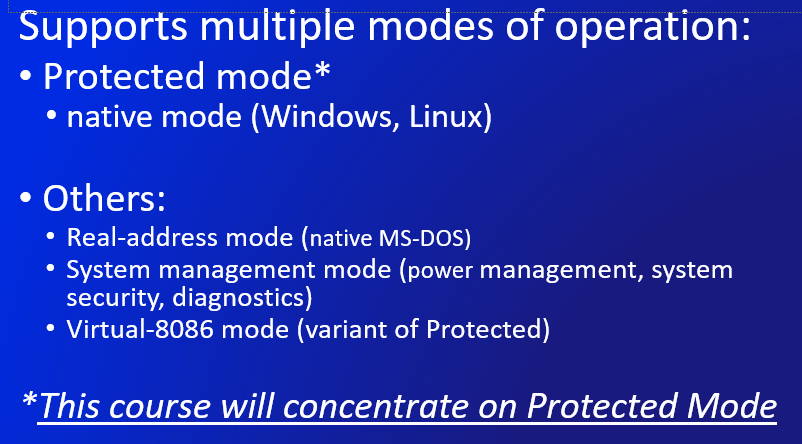 Supports multiple modes of operation:
• Protected mode*
• native mode (Windows, Linux)
• Others:
• Real-address mode (native MS-DOS)
• System management mode (power management, system
security, diagnostics)
• Virtual-8086 mode (variant of Protected)
*This course will concentrate on Protected Mode